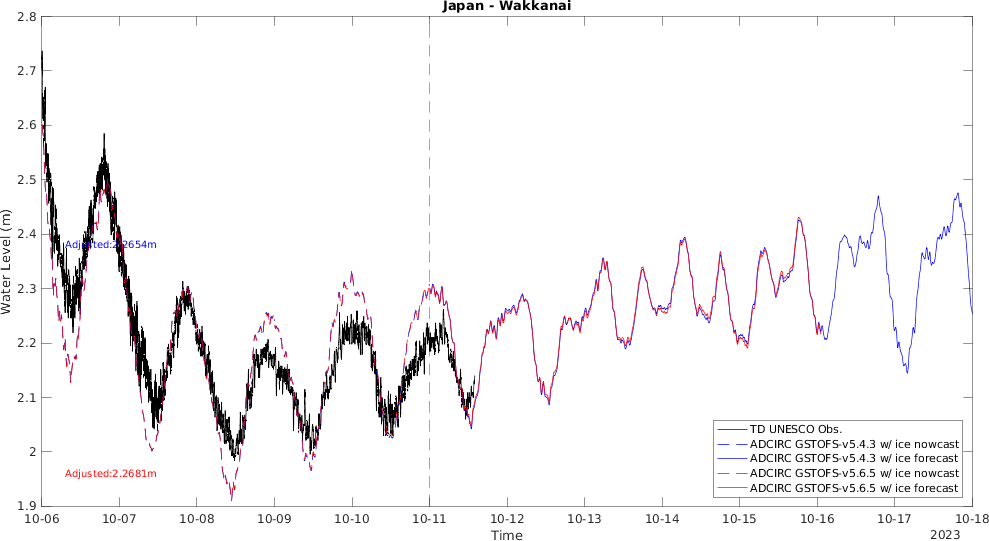 Japan - Wakkanai
2.8
2.7
2.6
2.5
2.4
2.3
2.2
2.1
2
1.9
Water Level (m)
Adjusted:2.2654m
Adjusted:2.2681m
TD UNESCO Obs.
ADCIRC GSTOFS-v5.4.3 w/ ice nowcast
ADCIRC GSTOFS-v5.4.3 w/ ice forecast
ADCIRC GSTOFS-v5.6.5 w/ ice nowcast
ADCIRC GSTOFS-v5.6.5 w/ ice forecast
10-06 10-07 10-08 10-09 10-10 10-11 10-12 10-13 10-14 10-15 10-16 10-17 10-18
Time
2023